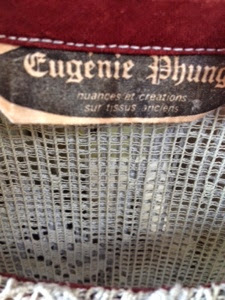 Eugenie Phung
nuances et creations
sur tissus anciens